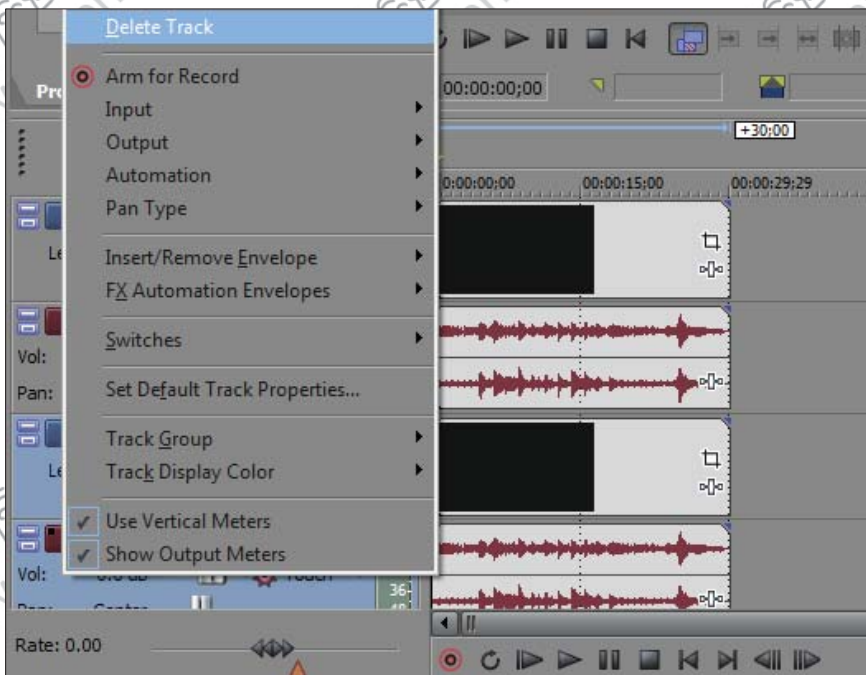 Delete Track
Arm for Record
Input
Output
Automation
Pan Type
Insert/Remove Envelope
FX Automation Envelopes
Switches
Set Default Track Properties...
Track Group
Track Display Color
Use Vertical Meters
Show Output Meters
00:00:00;00
+30;00
0:00:00;00 00:00:15;00 00:00:29;29
Vol:
Pan:
Vol:
36
Rate: 0.00